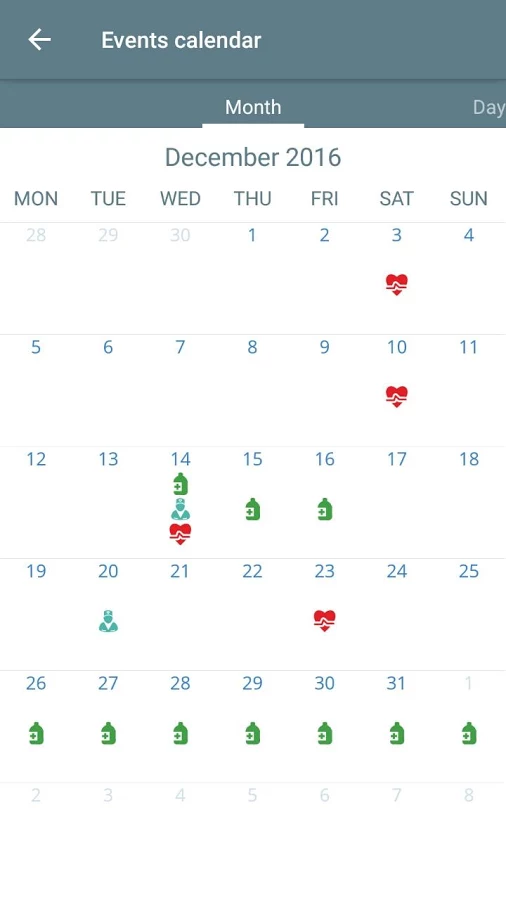 Events calendar
Month Day
December 2016
MON TUE WED THU FRI SAT SUN
28 29 30 1 2 3 4
5 6 7 8 9 10 11
12 13 14 15 16 17 18
19 20 21 22 23 24 25
26 27 28 29 30 31 1
2 3 4 5 6 7 8